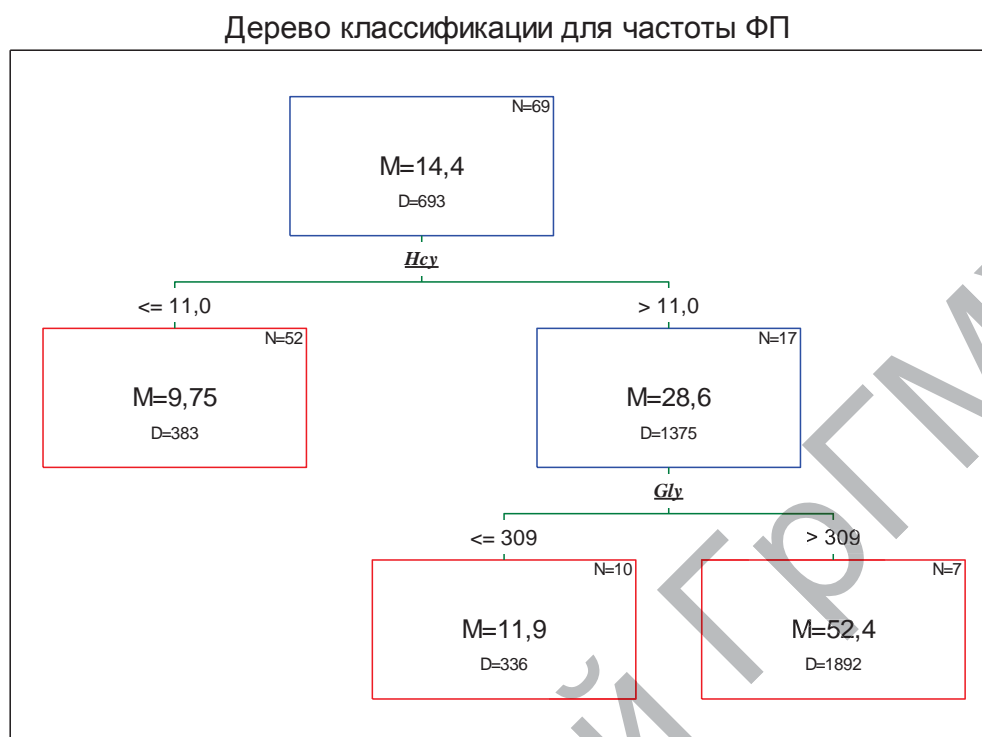 Дерево классификации для частоты ФП
N=69
M=14,4
D=693
Hcy
<= 11,0
> 11,0
N=52
M=9,75
D=383
N=17
M=28,6
D=1375
Gly
<= 309
> 309
N=10
M=11,9
D=336
N=7
M=52,4
D=1892